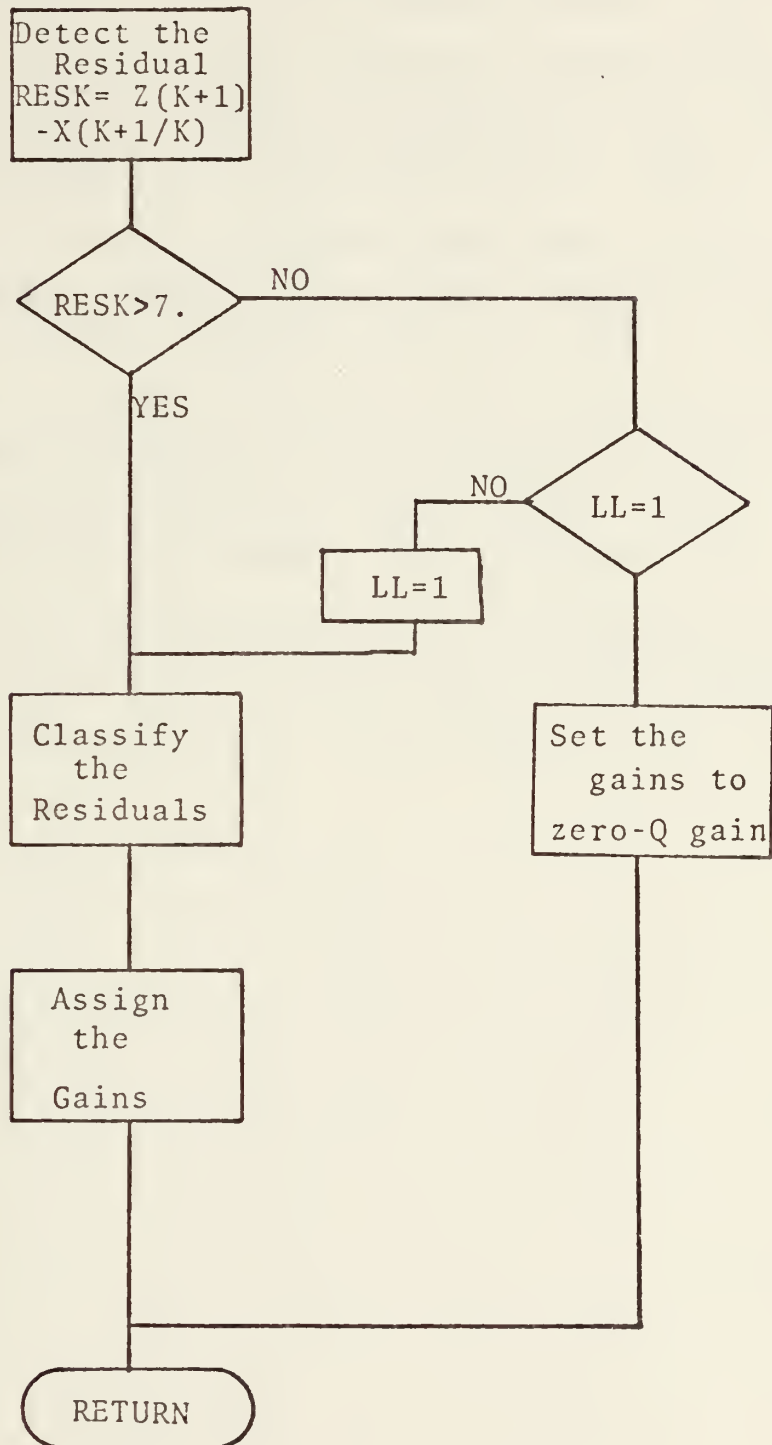 Detect the
Residual
RESK= Z(K+1)
-X(K+1/K)
RESK>7.
NO
YES
LL=1
NO
LL=1
Classify
the
Residuals
Set the
gains to
zero-Q gain
Assign
the
Gains
RETURN